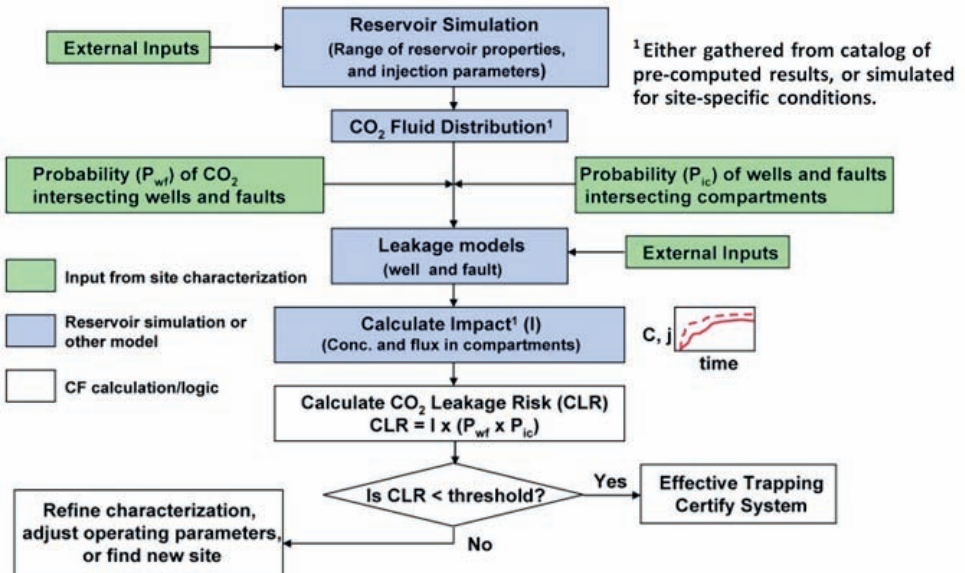 Reservoir Simulation
(Range of reservoir properties,
and injection parameters)
External Inputs
¹Either gathered from catalog of
pre-computed results, or simulated
for site-specific conditions.
CO₂ Fluid Distribution¹
Probability (P_wf) of CO₂
intersecting wells and faults
Probability (P_ic) of wells and faults
intersecting compartments
Leakage models
(well and fault)
External Inputs
Input from site characterization
Reservoir simulation or
other model
CF calculation/logic
Calculate Impact¹ (I)
(Conc. and flux in compartments)
C, j
time
Calculate CO₂ Leakage Risk (CLR)
CLR = I x (P_wf x P_ic)
Is CLR < threshold?
Yes
Effective Trapping
Certify System
No
Refine characterization,
adjust operating parameters,
or find new site